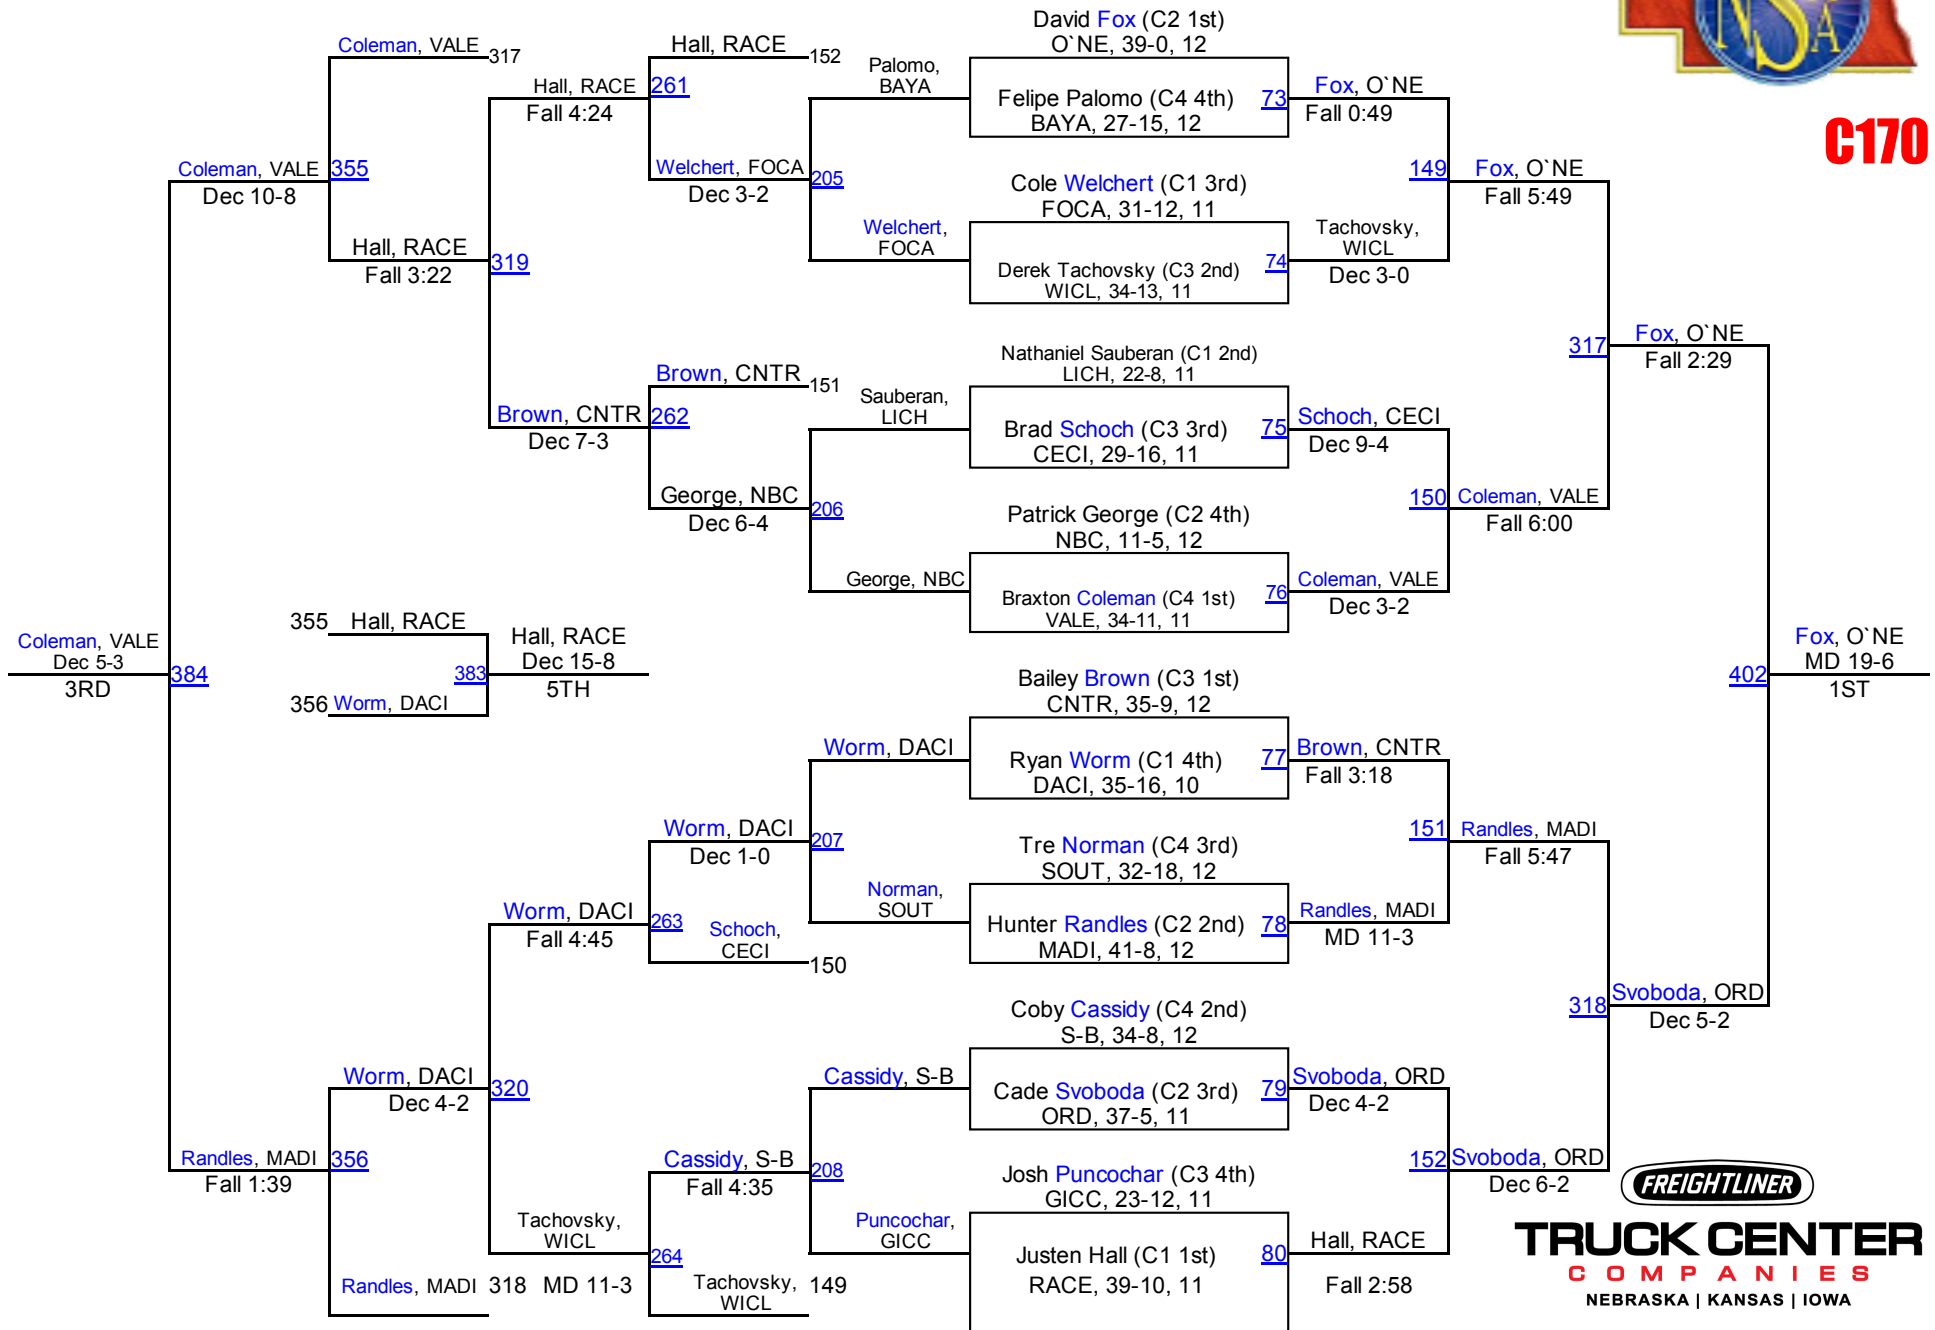 NSA
C170
David Fox (C2 1st)
O`NE, 39-0, 12
Felipe Palomo (C4 4th)
BAYA, 27-15, 12
73
Cole Welchert (C1 3rd)
FOCA, 31-12, 11
Derek Tachovsky (C3 2nd)
WICL, 34-13, 11
74
Nathaniel Sauberan (C1 2nd)
LICH, 22-8, 11
Brad Schoch (C3 3rd)
CECI, 29-16, 11
75
Patrick George (C2 4th)
NBC, 11-5, 12
Braxton Coleman (C4 1st)
VALE, 34-11, 11
76
Bailey Brown (C3 1st)
CNTR, 35-9, 12
Ryan Worm (C1 4th)
DACI, 35-16, 10
77
Tre Norman (C4 3rd)
SOUT, 32-18, 12
Hunter Randles (C2 2nd)
MADI, 41-8, 12
78
Coby Cassidy (C4 2nd)
S-B, 34-8, 12
Cade Svoboda (C2 3rd)
ORD, 37-5, 11
79
Josh Puncochar (C3 4th)
GICC, 23-12, 11
Justen Hall (C1 1st)
RACE, 39-10, 11
80
Fox, O`NE
Fall 0:49
149
Tachovsky,
WICL
Dec 3-0
Schoch, CECI
Dec 9-4
150
Coleman, VALE
Dec 3-2
Brown, CNTR
Fall 3:18
151
Randles, MADI
MD 11-3
Svoboda, ORD
Dec 4-2
152
Hall, RACE
Fall 2:58
Fox, O`NE
Fall 5:49
317
Coleman, VALE
Fall 6:00
Randles, MADI
Fall 5:47
318
Svoboda, ORD
Dec 6-2
Fox, O`NE
Fall 2:29
402
Svoboda, ORD
Dec 5-2
Fox, O`NE
MD 19-6
1ST
Palomo,
BAYA
205
Welchert,
FOCA
Sauberan,
LICH
206
George, NBC
Worm, DACI
207
Norman,
SOUT
Cassidy, S-B
208
Puncochar,
GICC
Hall, RACE
152
261
Welchert, FOCA
Dec 3-2
Brown, CNTR
151
262
George, NBC
Dec 6-4
Worm, DACI
Dec 1-0
263
Schoch,
CECI
150
Cassidy, S-B
Fall 4:35
264
Tachovsky,
WICL
149
Hall, RACE
Fall 4:24
319
Brown, CNTR
Dec 7-3
Worm, DACI
Fall 4:45
320
Tachovsky,
WICL
MD 11-3
Coleman, VALE
317
355
Hall, RACE
Fall 3:22
Worm, DACI
Dec 4-2
356
Randles, MADI
318
Coleman, VALE
Dec 10-8
384
Randles, MADI
Fall 1:39
Coleman, VALE
Dec 5-3
3RD
355
Hall, RACE
383
356
Worm, DACI
Hall, RACE
Dec 15-8
5TH
FREIGHTLINER
TRUCK CENTER
COMPANIES
NEBRASKA | KANSAS | IOWA